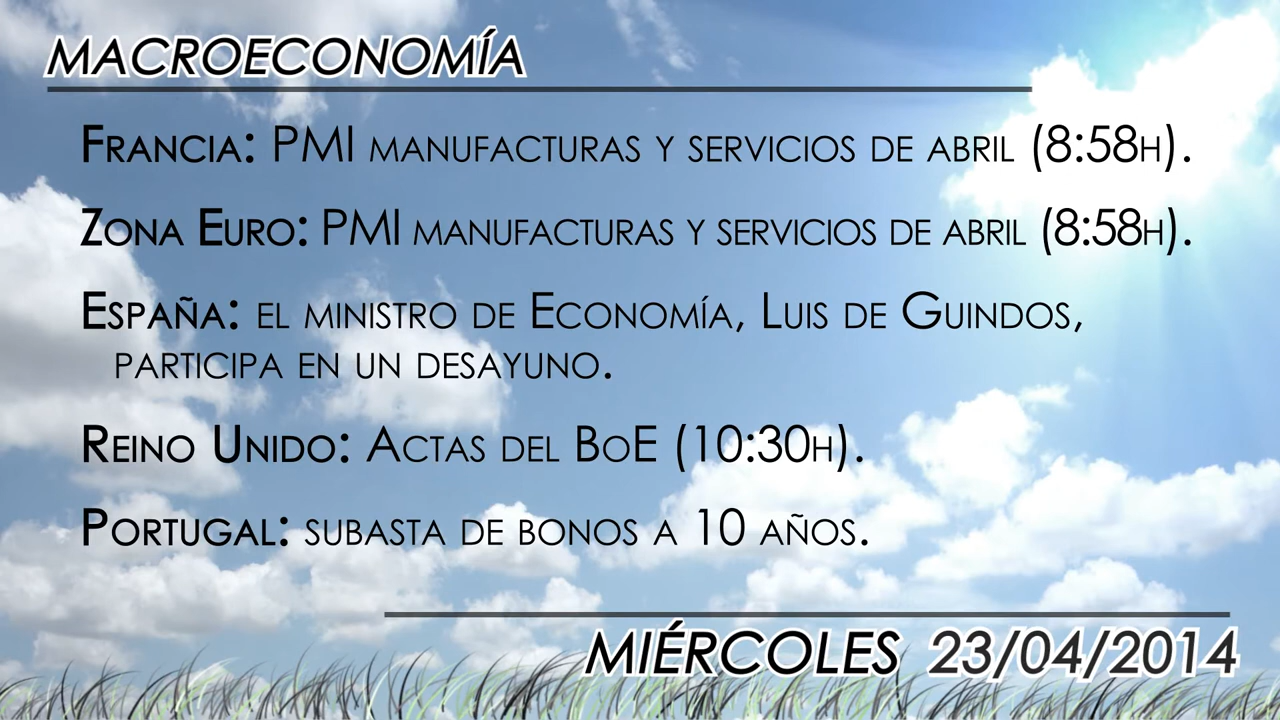 MACROECONOMÍA
Francia: PMI manufacturas y servicios de abril (8:58h).
Zona Euro: PMI manufacturas y servicios de abril (8:58h).
España: el ministro de Economía, Luis de Guindos,
participa en un desayuno.
Reino Unido: Actas del BoE (10:30h).
Portugal: subasta de bonos a 10 años.
MIÉRCOLES 23/04/2014